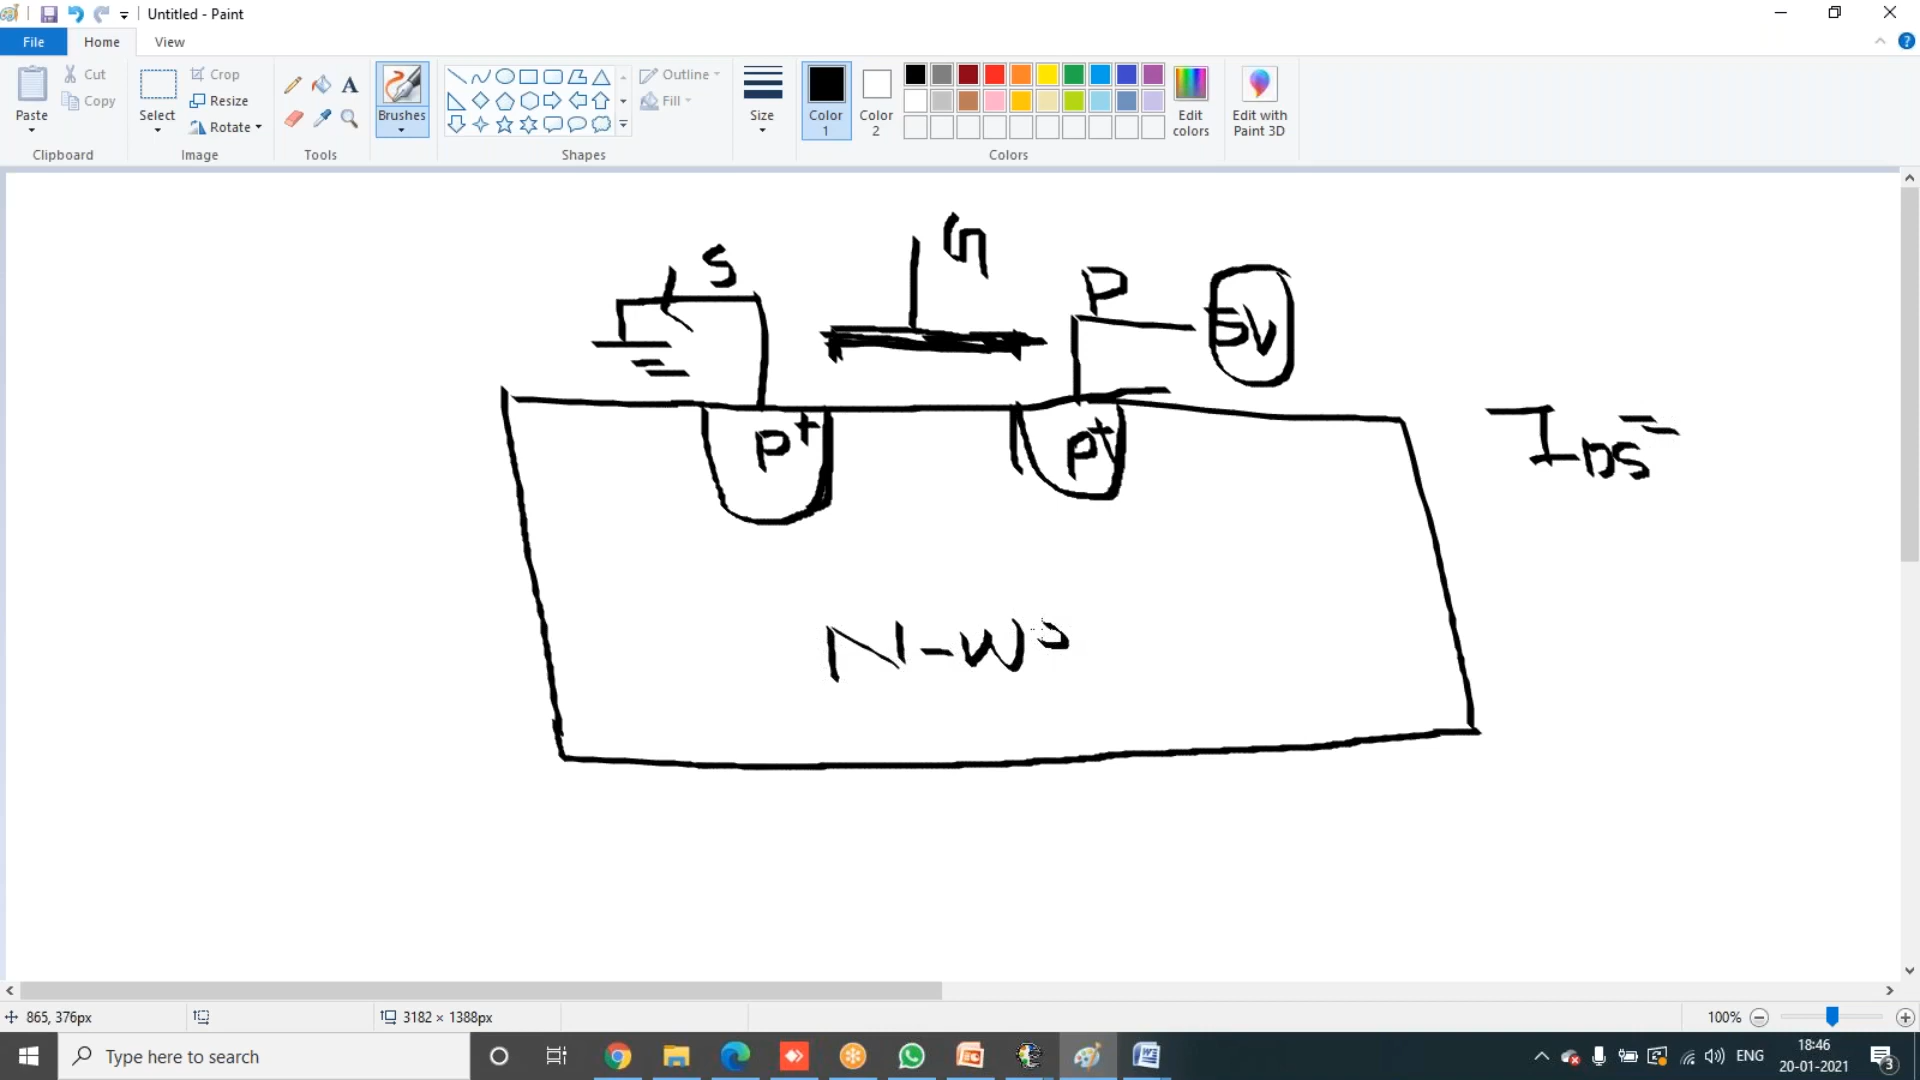 Untitled - Paint
File Home View
Paste Cut Copy Clipboard
Select Crop Resize Rotate Image
Tools
Brushes
Outline Fill Shapes
Size
Color 1 Color 2 Edit colors Colors
Edit with Paint 3D
S G P 5V
P+ P+
IDS =
N-W
865, 376px 3182 × 1388px 100%
Type here to search
ENG 18:46 20-01-2021 3